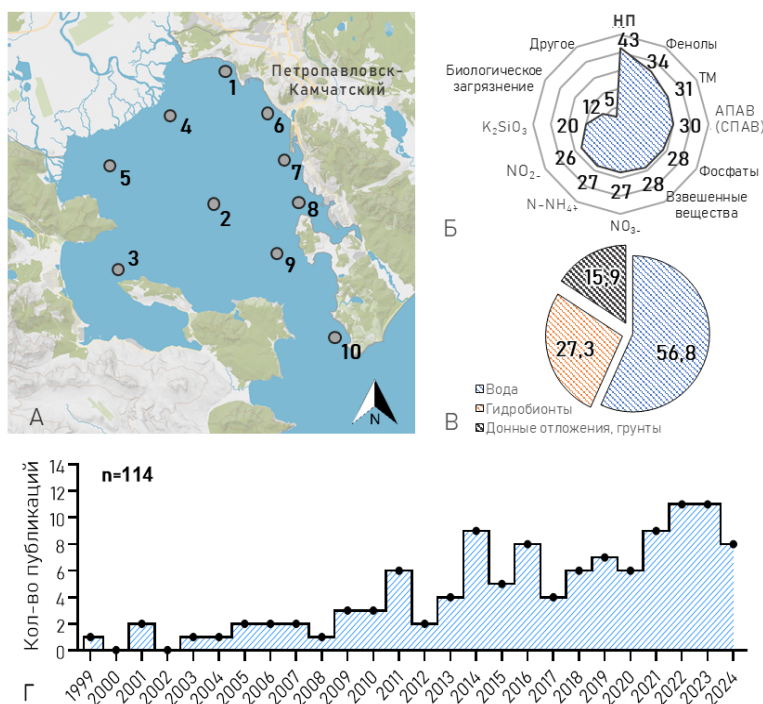 Петропавловск-
Камчатский
1
2
3
4
5
6
7
8
9
10
N
А
НП
Фенолы
ТМ
АПАВ
(СПАВ)
Фосфаты
Взвешенные
вещества
NO3-
N-NH4+
NO2-
K2SiO3
Биологическое
загрязнение
Другое
43
34
31
30
28
28
27
27
26
20
12
5
Б
15,9
27,3
56,8
Вода
Гидробионты
Донные отложения, грунты
В
n=114
Кол-во публикаций
14
12
10
8
6
4
2
0
1999 2000 2001 2002 2003 2004 2005 2006 2007 2008 2009 2010 2011 2012 2013 2014 2015 2016 2017 2018 2019 2020 2021 2022 2023 2024
Г